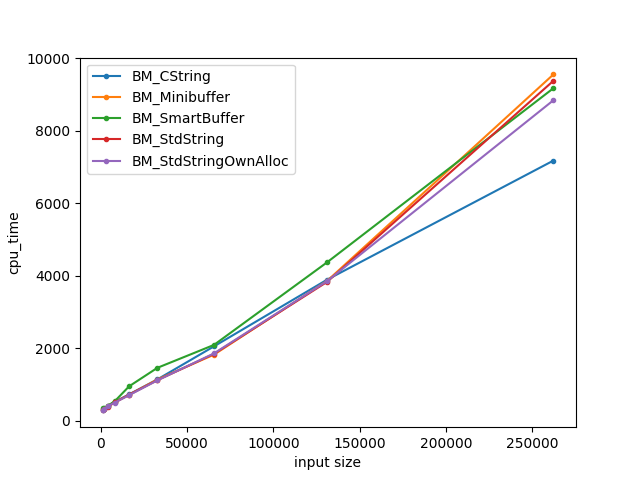 10000
8000
6000
4000
2000
0
cpu_time
BM_CString
BM_Minibuffer
BM_SmartBuffer
BM_StdString
BM_StdStringOwnAlloc
0 50000 100000 150000 200000 250000
input size